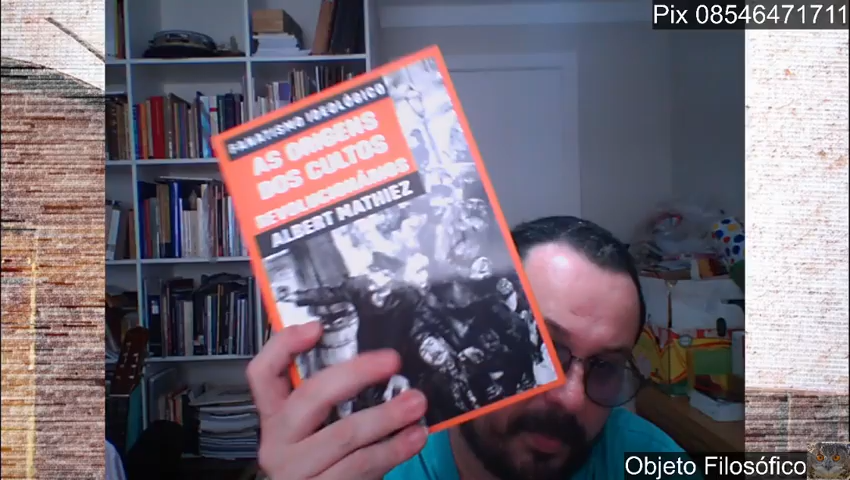 Pix 08546471711
FANATISMO IDEOLÓGICO
AS ORIGENS
DOS CULTOS
REVOLUCIONÁRIOS
ALBERT MATHIEZ
Objeto Filosófico